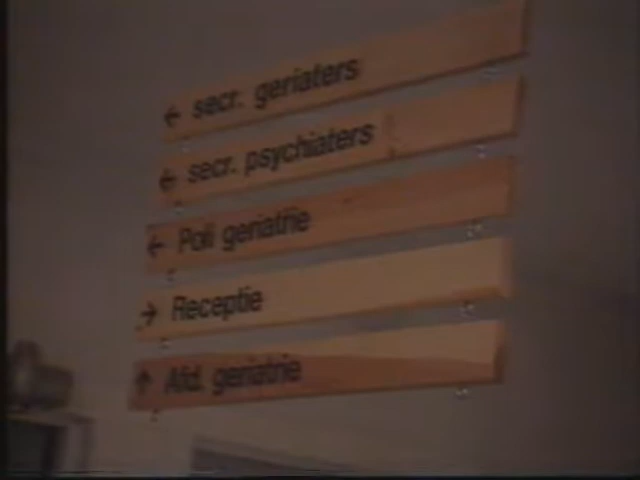 ← secr. geriaters
← secr. psychiaters
← Poli geriatrie
→ Receptie
↑ Afd. geriatrie